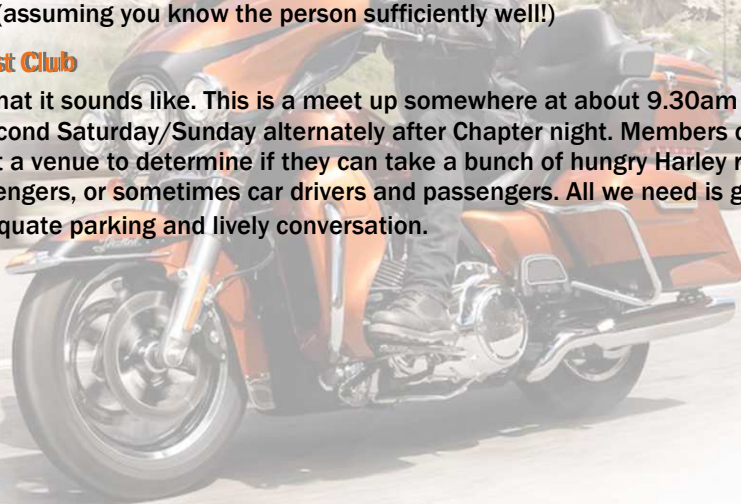 (assuming you know the person sufficiently well!)
st Club
hat it sounds like. This is a meet up somewhere at about 9.30am
cond Saturday/Sunday alternately after Chapter night. Members c
t a venue to determine if they can take a bunch of hungry Harley r
engers, or sometimes car drivers and passengers. All we need is g
quate parking and lively conversation.